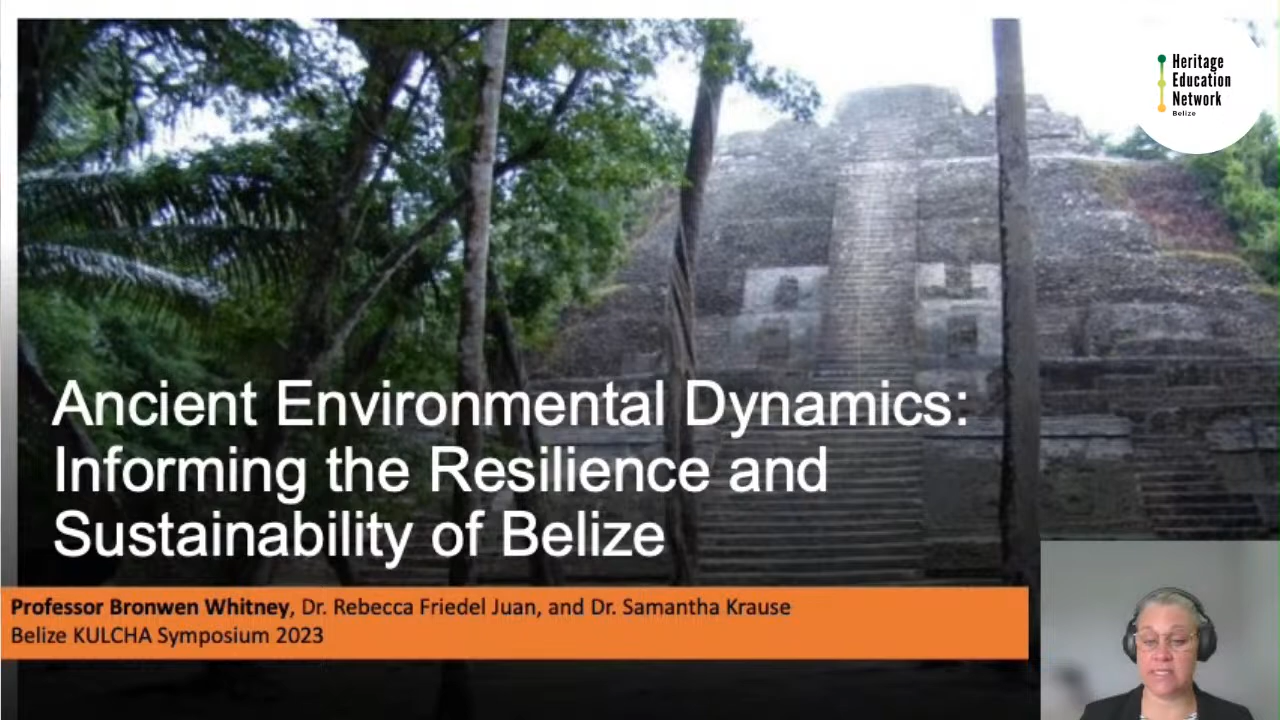 Heritage
Education
Network
Belize
Ancient Environmental Dynamics:
Informing the Resilience and
Sustainability of Belize
Professor Bronwen Whitney, Dr. Rebecca Friedel Juan, and Dr. Samantha Krause
Belize KULCHA Symposium 2023